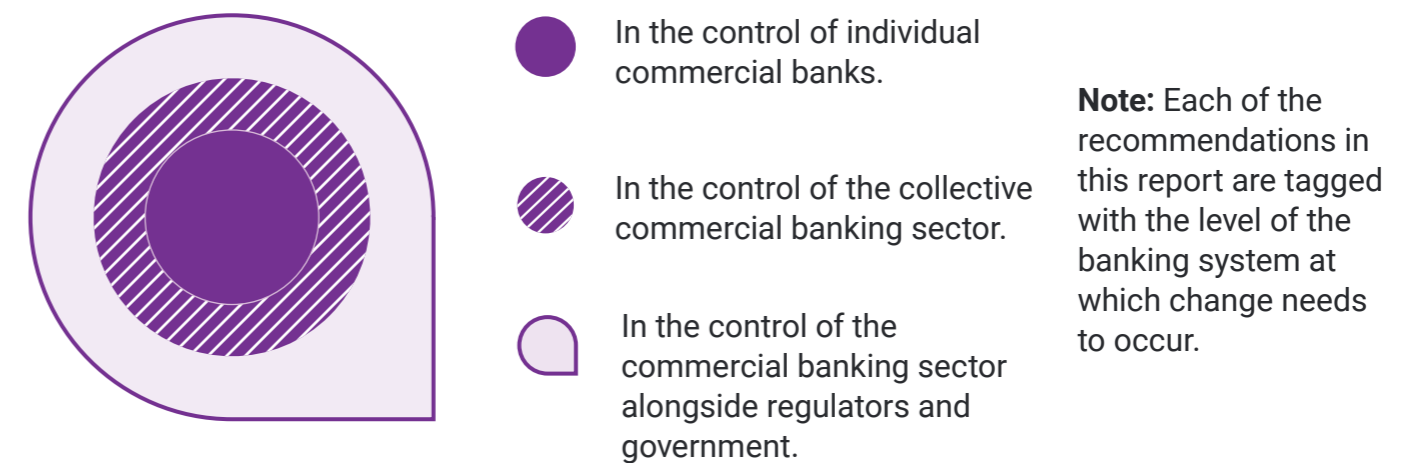 In the control of individual
commercial banks.
In the control of the collective
commercial banking sector.
In the control of the
commercial banking sector
alongside regulators and
government.
Note: Each of the
recommendations in
this report are tagged
with the level of the
banking system at
which change needs
to occur.